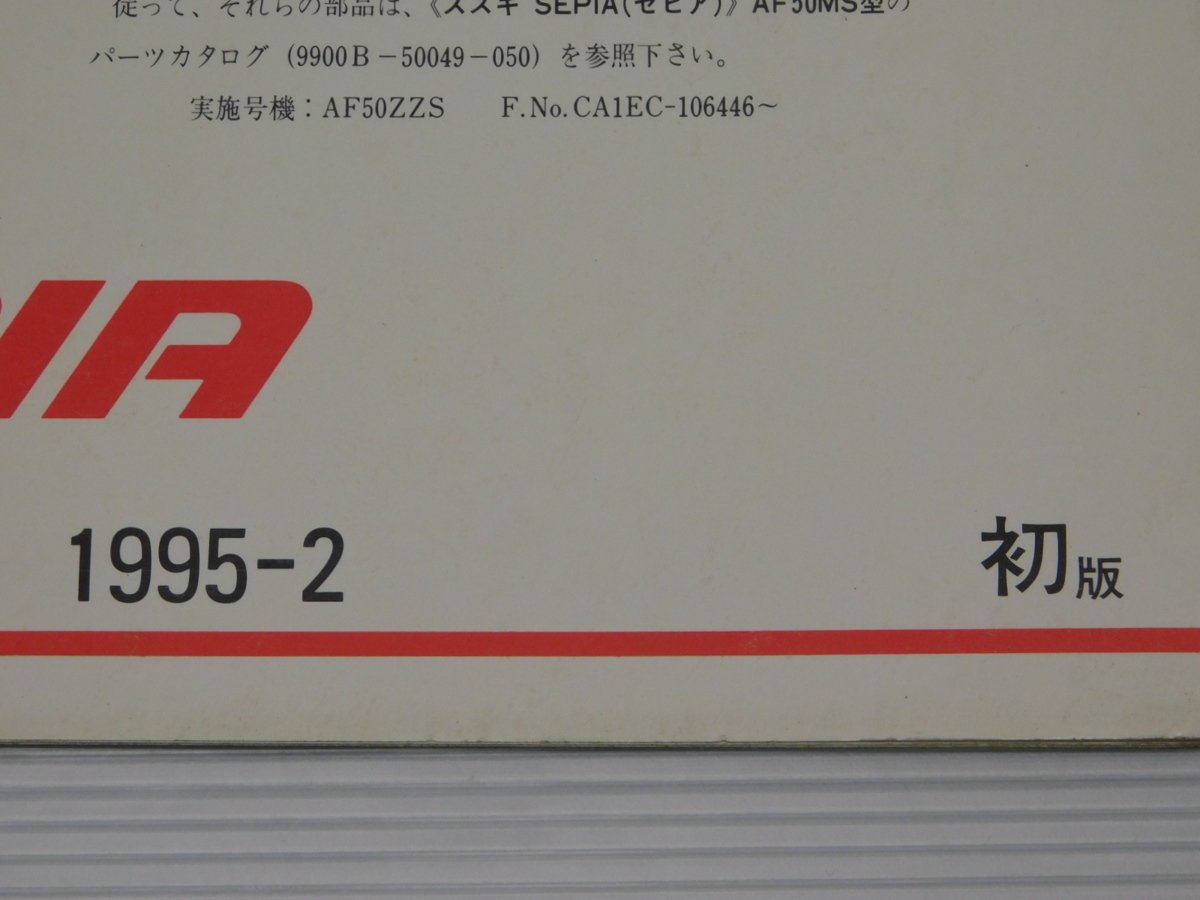 従って、それらの部品は、《スズキ SEPIA(セピア)》AF50MS型の
パーツカタログ（9900B－50049－050）を参照下さい。
実施号機：AF50ZZS　F.No.CA1EC-106446～
IA
1995-2
初版